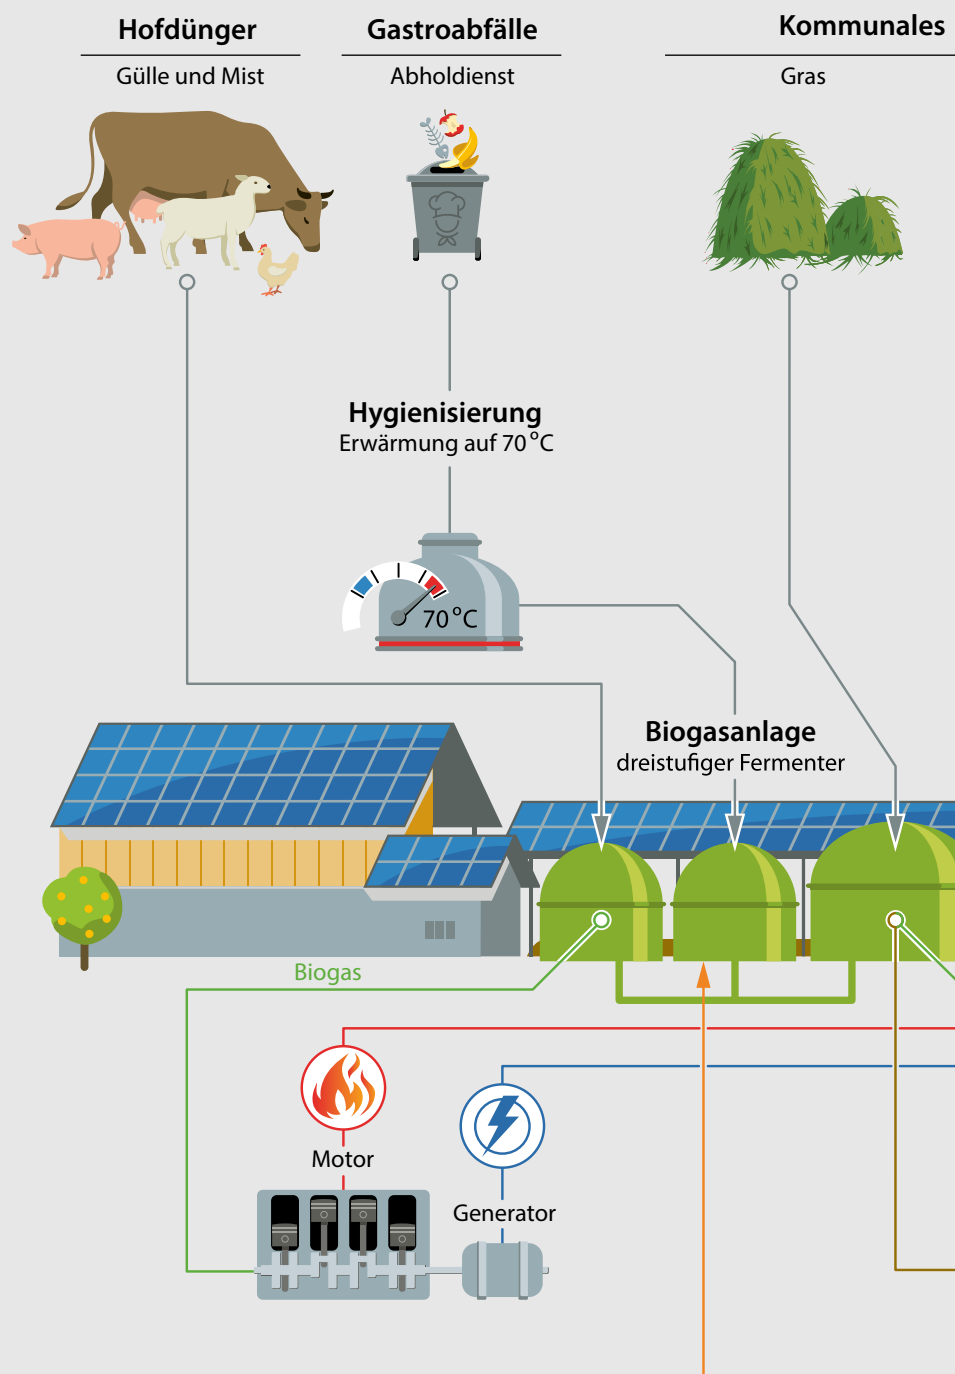 Hofdünger
Gülle und Mist
Gastroabfälle
Abholdienst
Kommunales
Gras
Hygienisierung
Erwärmung auf 70 °C
70 °C
Biogasanlage
dreistufiger Fermenter
Biogas
Motor
Generator